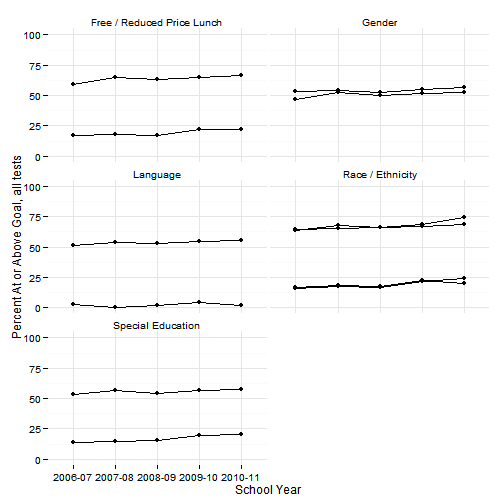 Free / Reduced Price Lunch
Gender
100
75
50
25
0
Language
Race / Ethnicity
100
75
50
25
0
Special Education
100
75
50
25
0
2006-07 2007-08 2008-09 2009-10 2010-11
School Year
Percent At or Above Goal, all tests